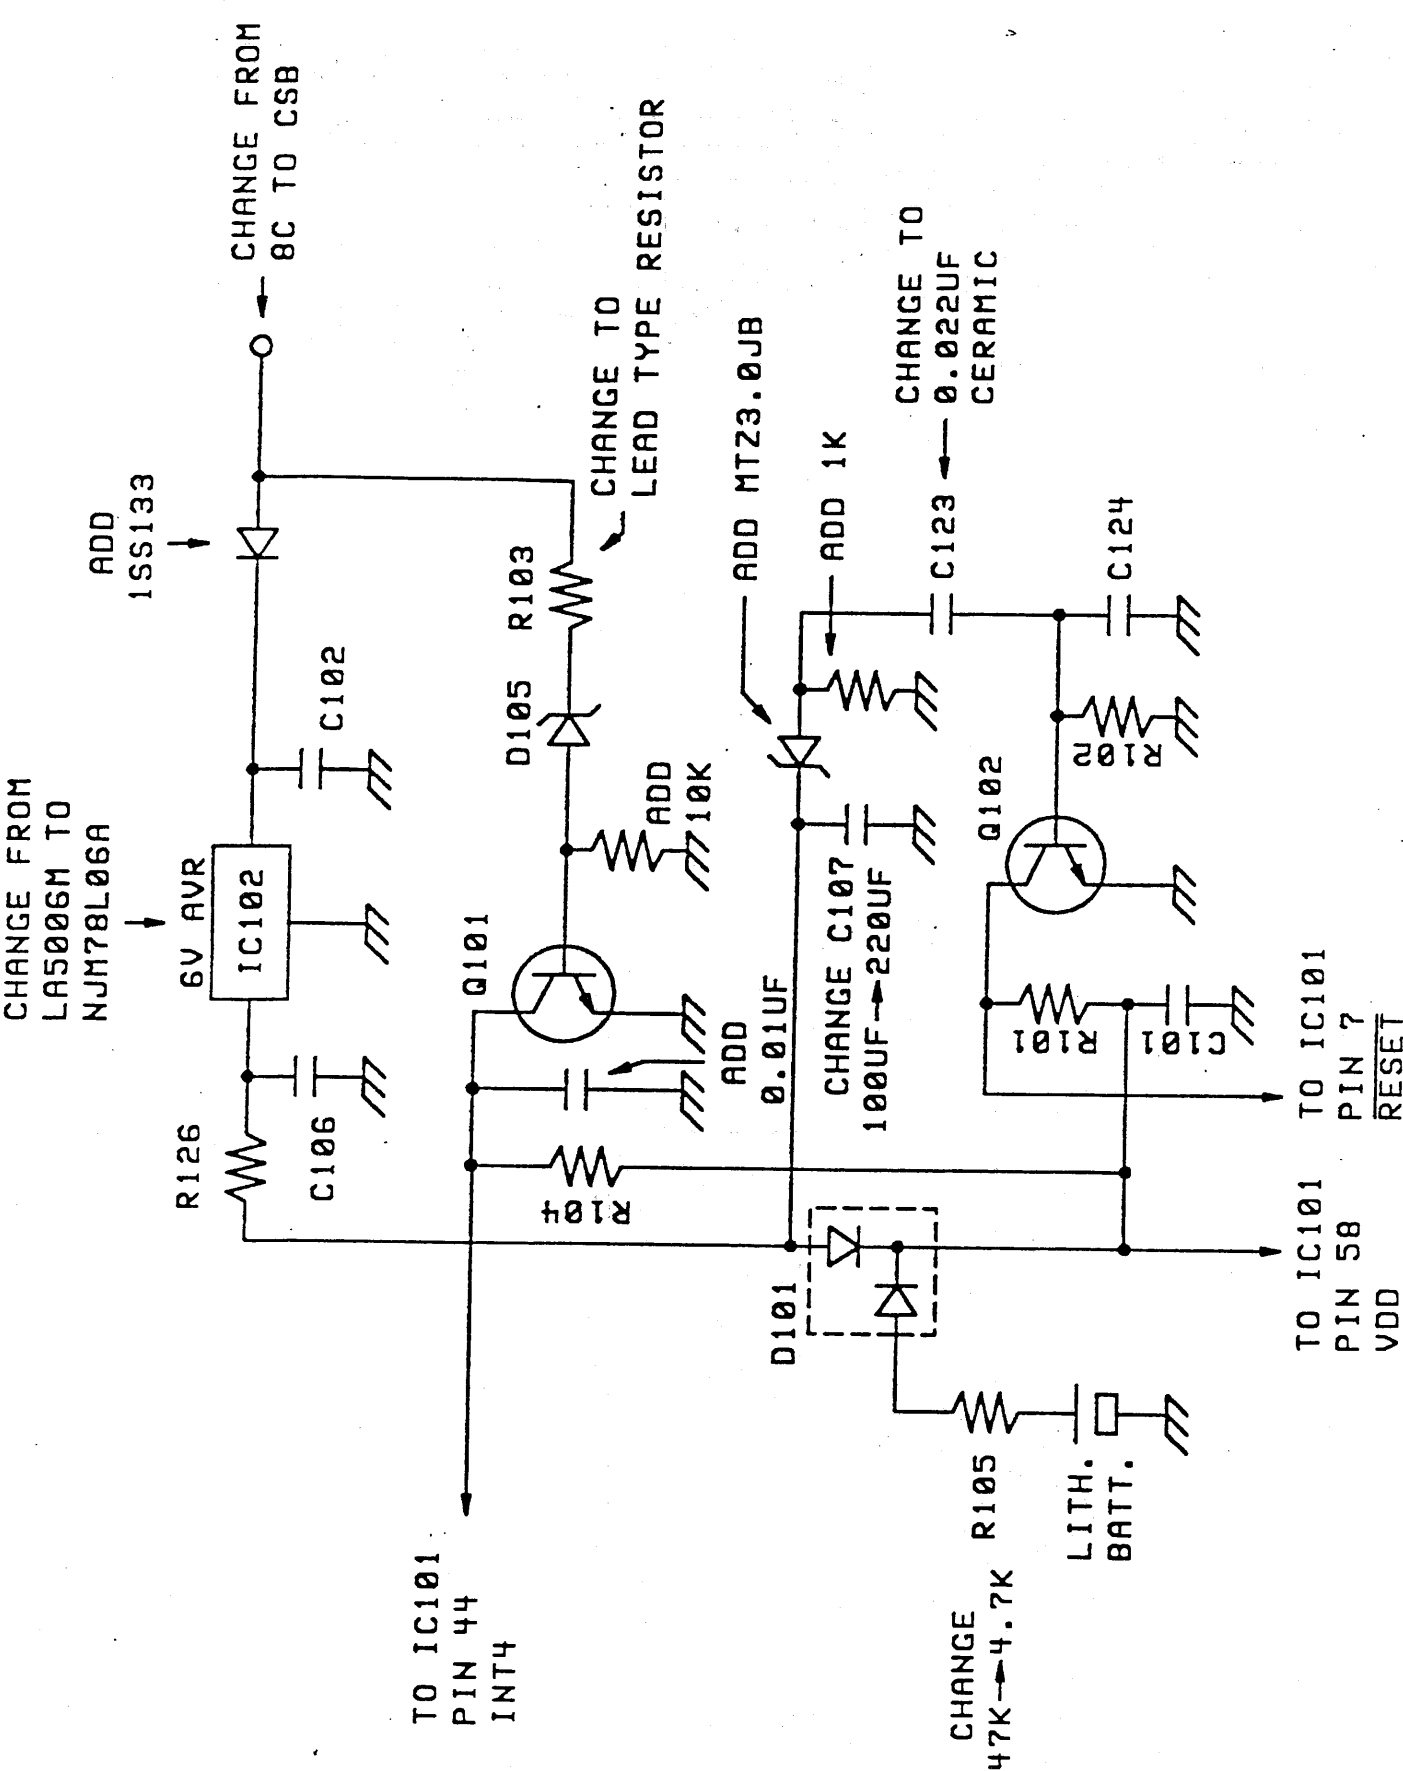 CHANGE FROM
LA5006M TO
NJM78L06A
6V AVR
IC102
ADD
1SS133
CHANGE FROM
8C TO CSB
R126
C106
C102
Q101
D105
R103
CHANGE TO
LEAD TYPE RESISTOR
ADD
10K
ADD
0.01UF
R104
TO IC101
PIN 44
INT4
ADD MTZ3.0JB
ADD 1K
CHANGE C107
100UF→220UF
CHANGE TO
0.022UF
CERAMIC
C123
C124
Q102
R102
R101
C101
D101
CHANGE
47K→4.7K
R105
LITH.
BATT.
TO IC101
PIN 58
VDD
TO IC101
PIN 7
RESET